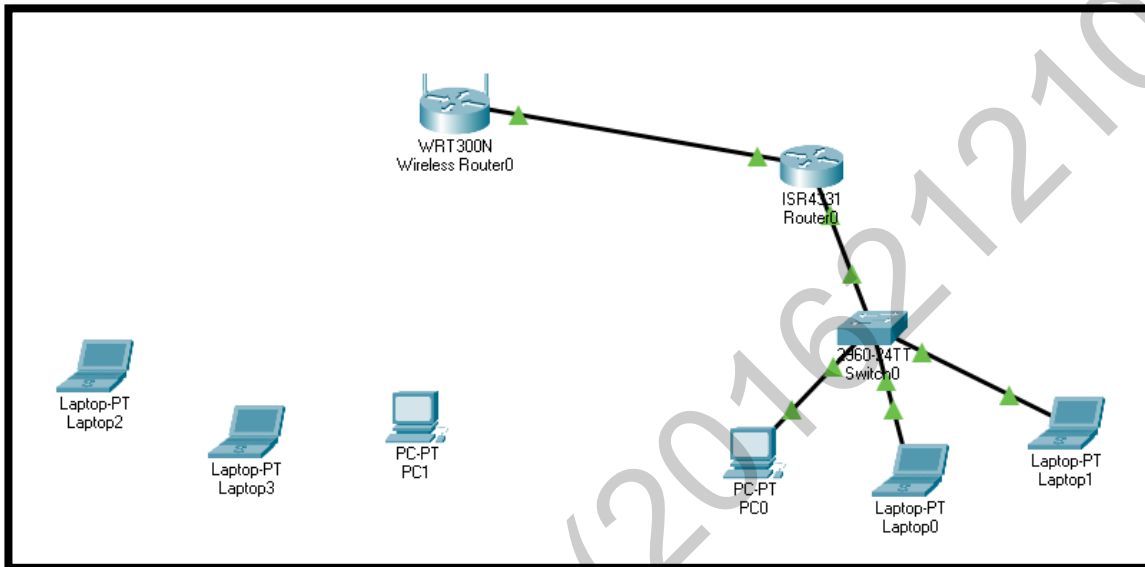 WRT300N
Wireless Router0
ISR4331
Router0
2960-24TT
Switch0
Laptop-PT
Laptop2
Laptop-PT
Laptop3
PC-PT
PC1
PC-PT
PC0
Laptop-PT
Laptop0
Laptop-PT
Laptop1
/201621210